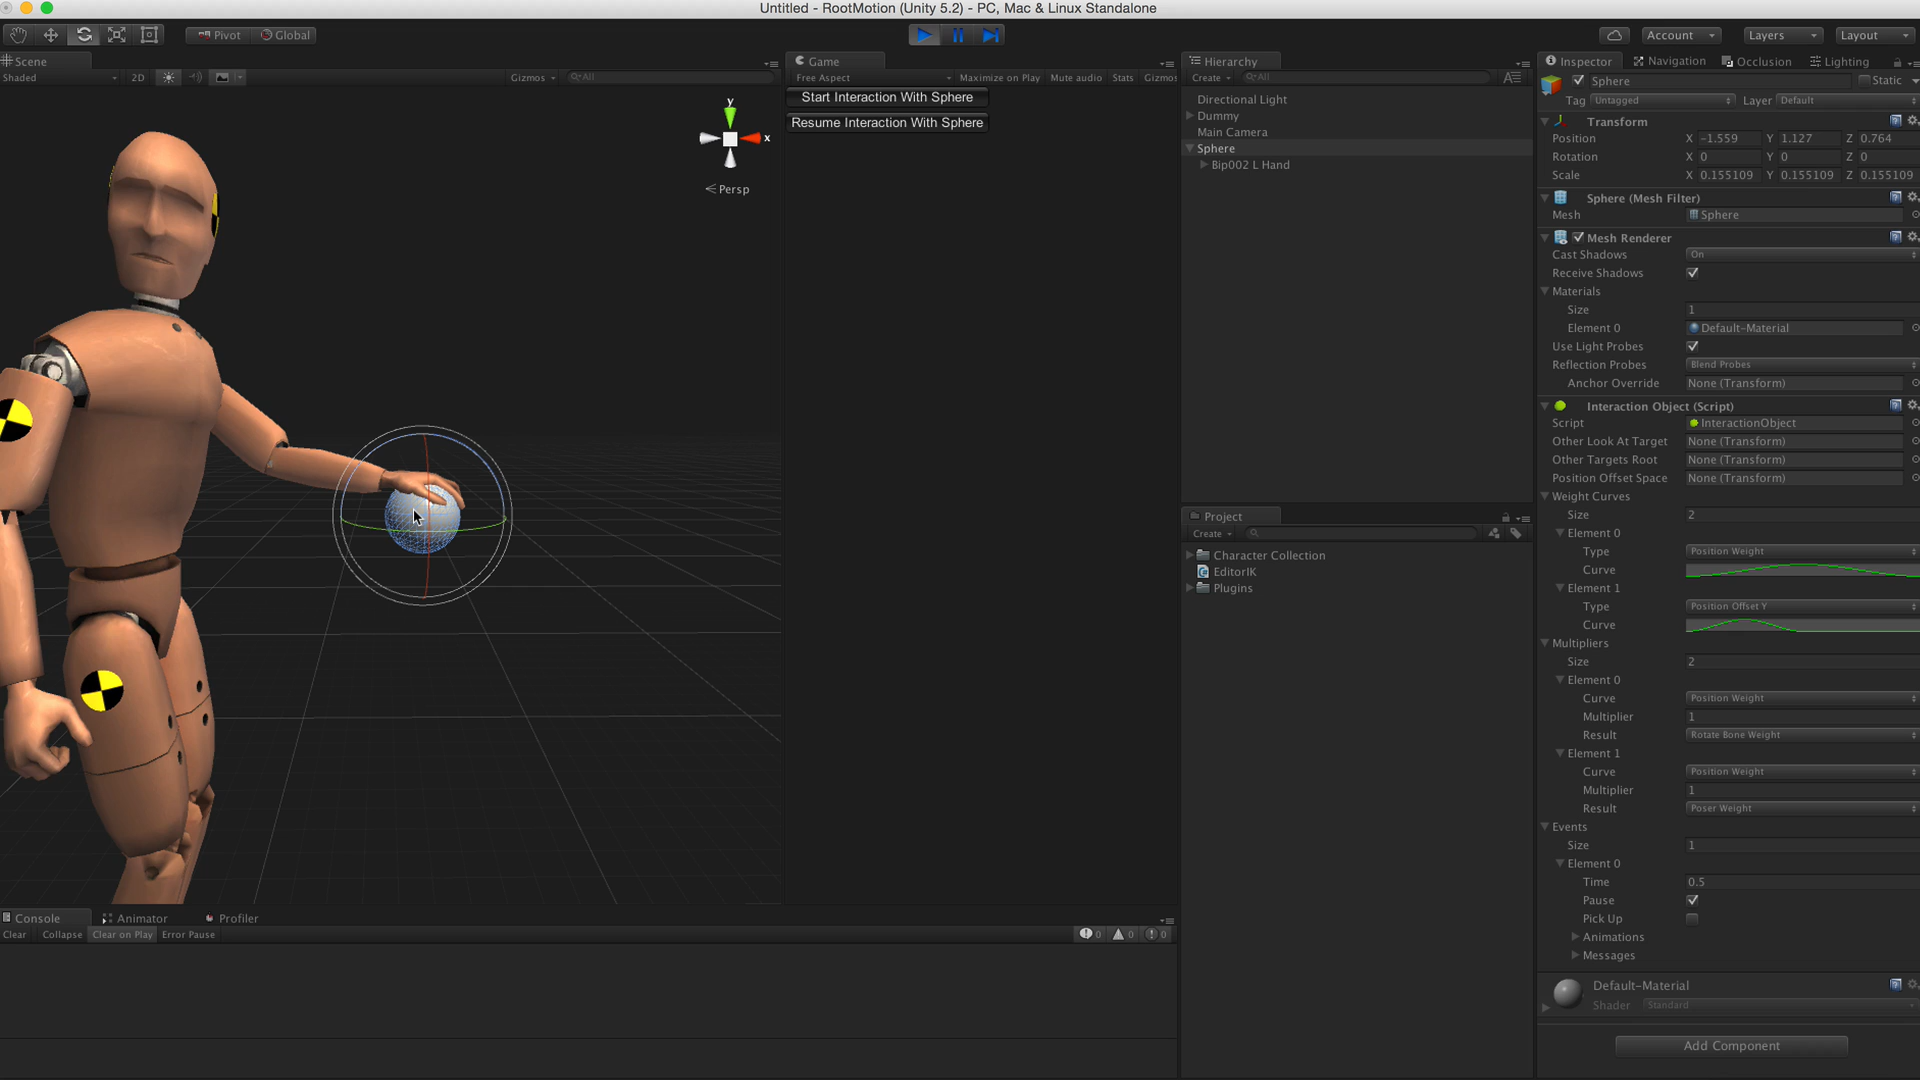 Untitled - RootMotion (Unity 5.2) - PC, Mac & Linux Standalone
Pivot Global Account Layers Layout
Scene
Shaded 2D Gizmos All
y
x
Persp
Game
Free Aspect Maximize on Play Mute audio Stats Gizmos
Start Interaction With Sphere
Resume Interaction With Sphere
Hierarchy
Create All
Directional Light
Dummy
Main Camera
Sphere
Bip002 L Hand
Project
Create
Character Collection
EditorIK
Plugins
Console Animator Profiler
Clear Collapse Clear on Play Error Pause 0 0 0
Inspector Navigation Occlusion Lighting
Sphere Static
Tag Untagged Layer Default
Transform
Position X -1.559 Y 1.127 Z 0.764
Rotation X 0 Y 0 Z 0
Scale X 0.155109 Y 0.155109 Z 0.155109
Sphere (Mesh Filter)
Mesh Sphere
Mesh Renderer
Cast Shadows On
Receive Shadows
Materials
Size 1
Element 0 Default-Material
Use Light Probes
Reflection Probes Blend Probes
Anchor Override None (Transform)
Interaction Object (Script)
Script InteractionObject
Other Look At Target None (Transform)
Other Targets Root None (Transform)
Position Offset Space None (Transform)
Weight Curves
Size 2
Element 0
Type Position Weight
Curve
Element 1
Type Position Offset Y
Curve
Multipliers
Size 2
Element 0
Curve Position Weight
Multiplier 1
Result Rotate Bone Weight
Element 1
Curve Position Weight
Multiplier 1
Result Poser Weight
Events
Size 1
Element 0
Time 0.5
Pause
Pick Up
Animations
Messages
Default-Material
Shader Standard
Add Component